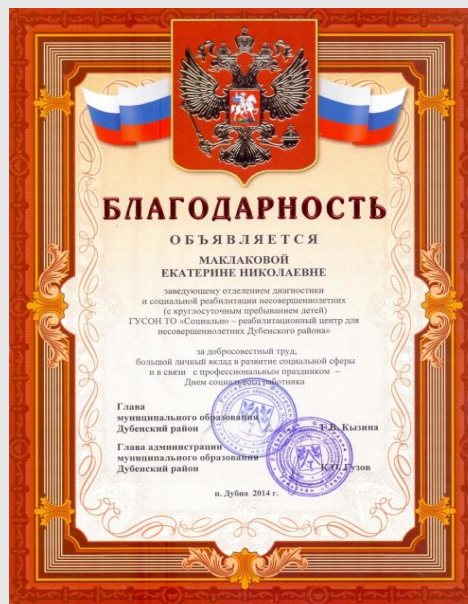 БЛАГОДАРНОСТЬ
ОБЪЯВЛЯЕТСЯ
МАКЛАКОВОЙ
ЕКАТЕРИНЕ НИКОЛАЕВНЕ
заведующему отделением диагностики
и социальной реабилитации несовершеннолетних
(с круглосуточным пребыванием детей)
ГУСОН ТО «Социально – реабилитационный центр для
несовершеннолетних Дубенского района»
за добросовестный труд,
большой личный вклад в развитие социальной сферы
и в связи с профессиональным праздником –
Днем социального работника
Глава
муниципального образования
Дубенский район Е.В. Кызина
Глава администрации
муниципального образования
Дубенский район К.О. Гузов
п. Дубна 2014 г.